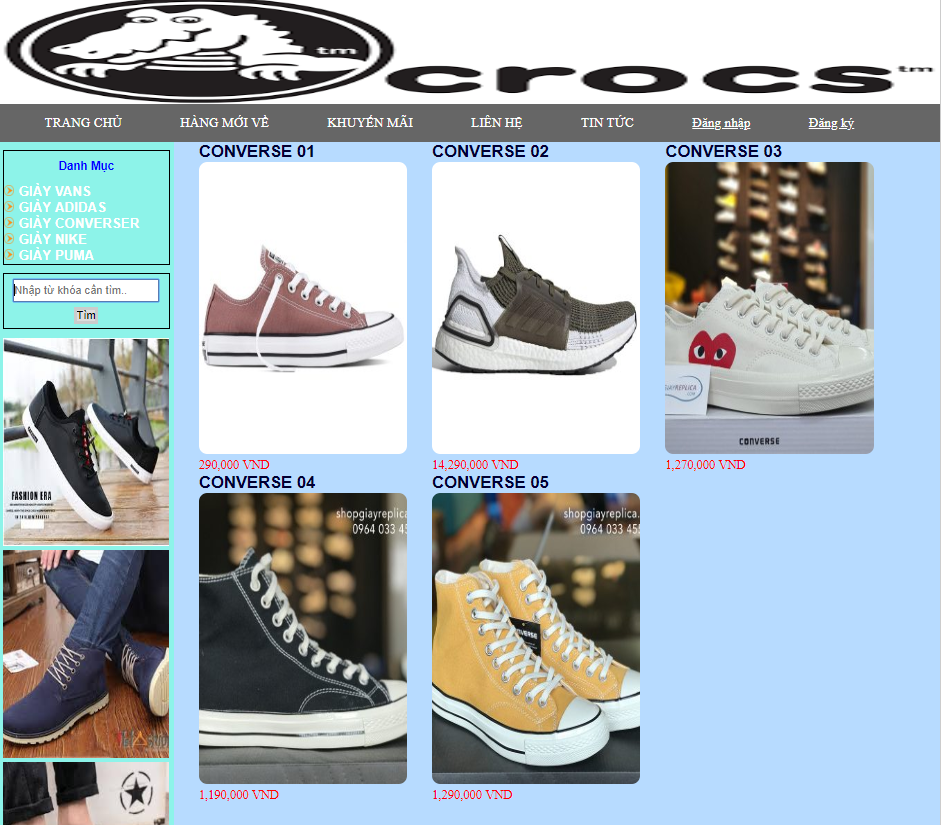 tm
crocs™
TRANG CHỦ HÀNG MỚI VỀ KHUYẾN MÃI LIÊN HỆ TIN TỨC Đăng nhập Đăng ký
Danh Mục
GIÀY VANS
GIÀY ADIDAS
GIÀY CONVERSER
GIÀY NIKE
GIÀY PUMA
Nhập từ khóa cần tìm..
Tìm
FASHION ERA
CONVERSE 01
290,000 VND
CONVERSE 02
14,290,000 VND
CONVERSE 03
CONVERSE
1,270,000 VND
CONVERSE 04
shopgiayreplica.
0964 033 45
1,190,000 VND
CONVERSE 05
shopgiayreplica.
0964 033 455
1,290,000 VND